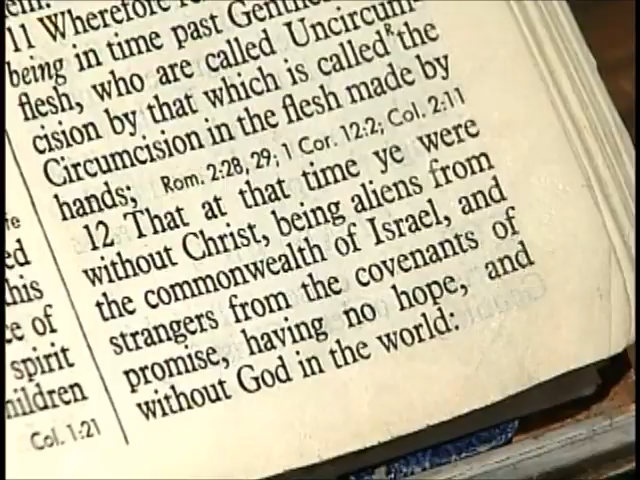 11 Wherefore
being in time past
flesh, who are called Uncircum-
cision by that which is called R the
Circumcision in the flesh made by
hands; Rom. 2:28, 29; 1 Cor. 12:2; Col. 2:11
12 That at that time ye were
without Christ, being aliens from
the commonwealth of Israel, and
strangers from the covenants of
promise, having no hope, and
without God in the world:
ed
his
of
spirit
Col. 1:21